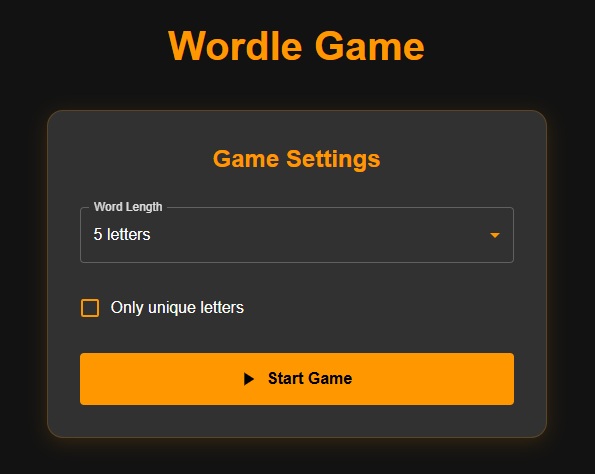 Wordle Game
Game Settings
Word Length
5 letters
Only unique letters
Start Game